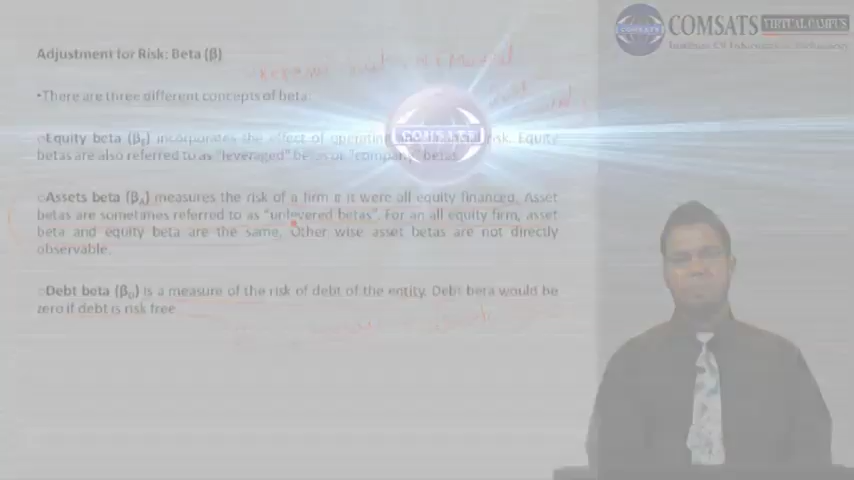 COMSATS VIRTUAL CAMPUS
Institute Of Information Technology
Adjustment for Risk: Beta (β)
•There are three different concepts of beta:
COMSATS
○Equity beta (βE) incorporates the effect of operating risk. Equity
betas are also referred to as "leveraged" betas or "company" betas.
○Assets beta (βA) measures the risk of a firm it were all equity financed. Asset
betas are sometimes referred to as "unlevered betas". For an all equity firm, asset
beta and equity beta are the same. Other wise asset betas are not directly
observable.
○Debt beta (βD) is a measure of the risk of debt of the entity. Debt beta would be
zero if debt is risk free